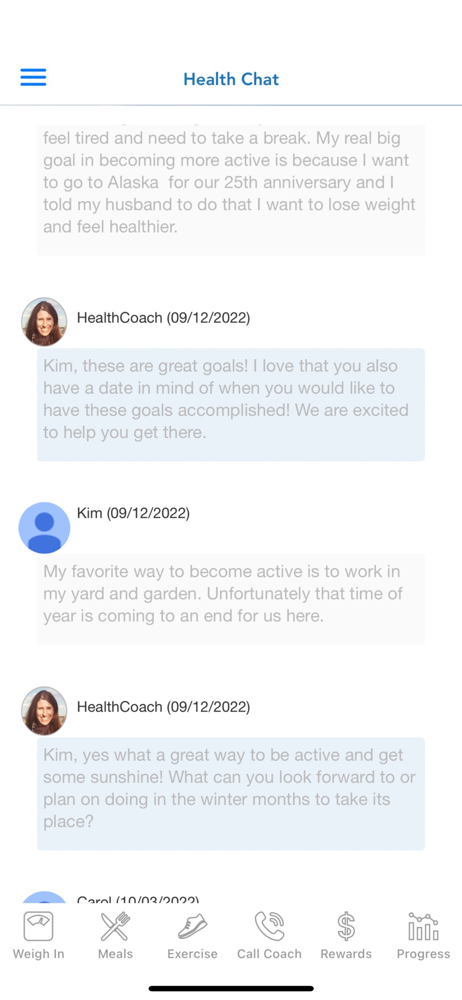 Health Chat
feel tired and need to take a break. My real big
goal in becoming more active is because I want
to go to Alaska  for our 25th anniversary and I
told my husband to do that I want to lose weight
and feel healthier.
HealthCoach (09/12/2022)
Kim, these are great goals! I love that you also
have a date in mind of when you would like to
have these goals accomplished! We are excited
to help you get there.
Kim (09/12/2022)
My favorite way to become active is to work in
my yard and garden. Unfortunately that time of
year is coming to an end for us here.
HealthCoach (09/12/2022)
Kim, yes what a great way to be active and get
some sunshine! What can you look forward to or
plan on doing in the winter months to take its
place?
Carol (10/03/2022)
Weigh In
Meals
Exercise
Call Coach
Rewards
Progress